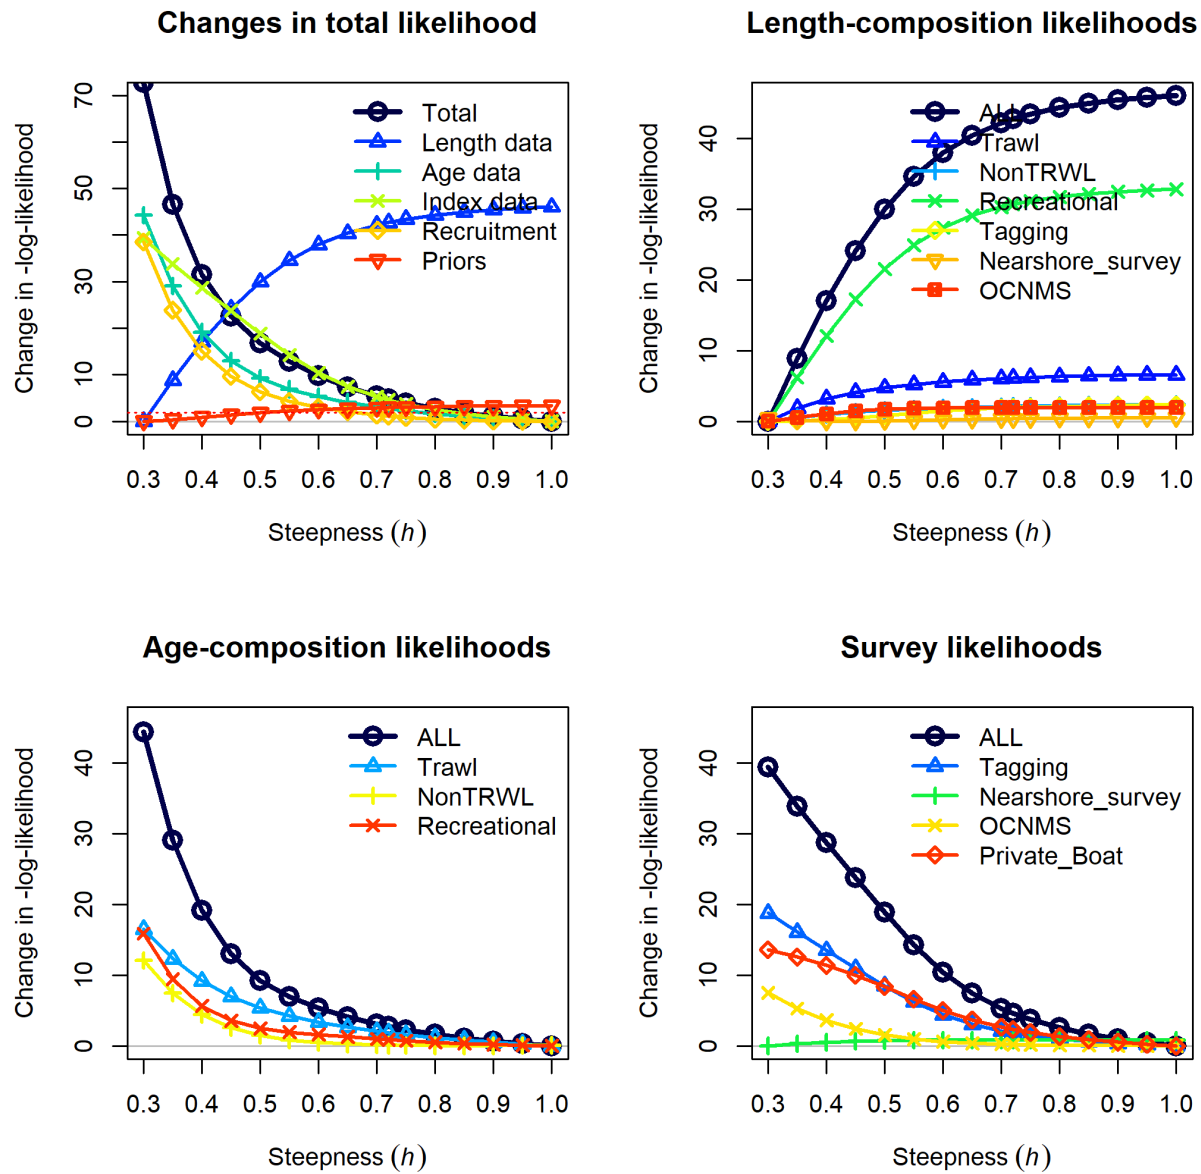 Changes in total likelihood
Change in -log-likelihood
70
50
30
10
0
Total
Length data
Age data
Index data
Recruitment
Priors
0.3 0.4 0.5 0.6 0.7 0.8 0.9 1.0
Steepness (h)
Length-composition likelihoods
Change in -log-likelihood
40
30
20
10
0
ALL
Trawl
NonTRWL
Recreational
Tagging
Nearshore_survey
OCNMS
0.3 0.4 0.5 0.6 0.7 0.8 0.9 1.0
Steepness (h)
Age-composition likelihoods
Change in -log-likelihood
40
30
20
10
0
ALL
Trawl
NonTRWL
Recreational
0.3 0.4 0.5 0.6 0.7 0.8 0.9 1.0
Steepness (h)
Survey likelihoods
Change in -log-likelihood
40
30
20
10
0
ALL
Tagging
Nearshore_survey
OCNMS
Private_Boat
0.3 0.4 0.5 0.6 0.7 0.8 0.9 1.0
Steepness (h)